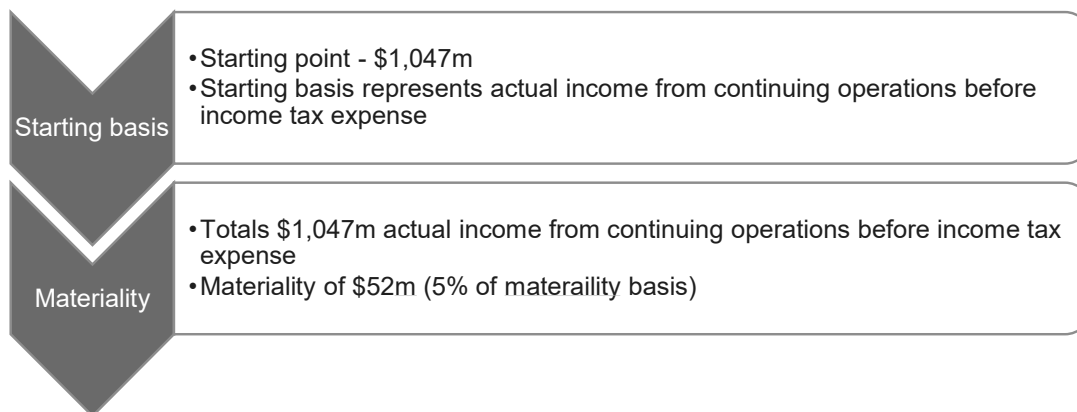 Starting basis
•Starting point - $1,047m
•Starting basis represents actual income from continuing operations before
income tax expense
Materiality
•Totals $1,047m actual income from continuing operations before income tax
expense
•Materiality of $52m (5% of materaility basis)